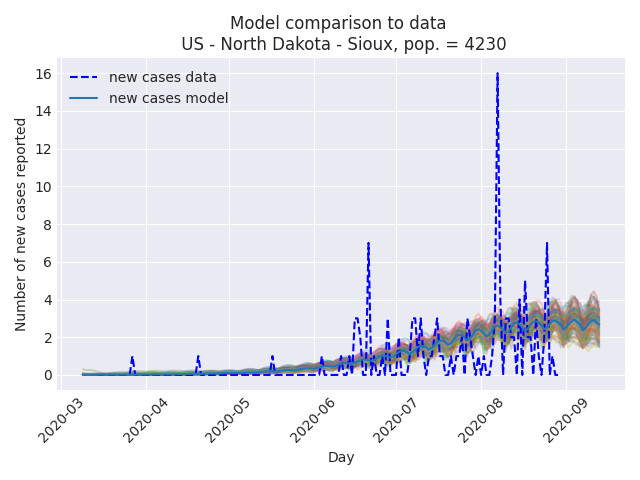 Model comparison to data
US - North Dakota - Sioux, pop. = 4230
new cases data
new cases model
Number of new cases reported
16
14
12
10
8
6
4
2
0
2020-03
2020-04
2020-05
2020-06
2020-07
2020-08
2020-09
Day